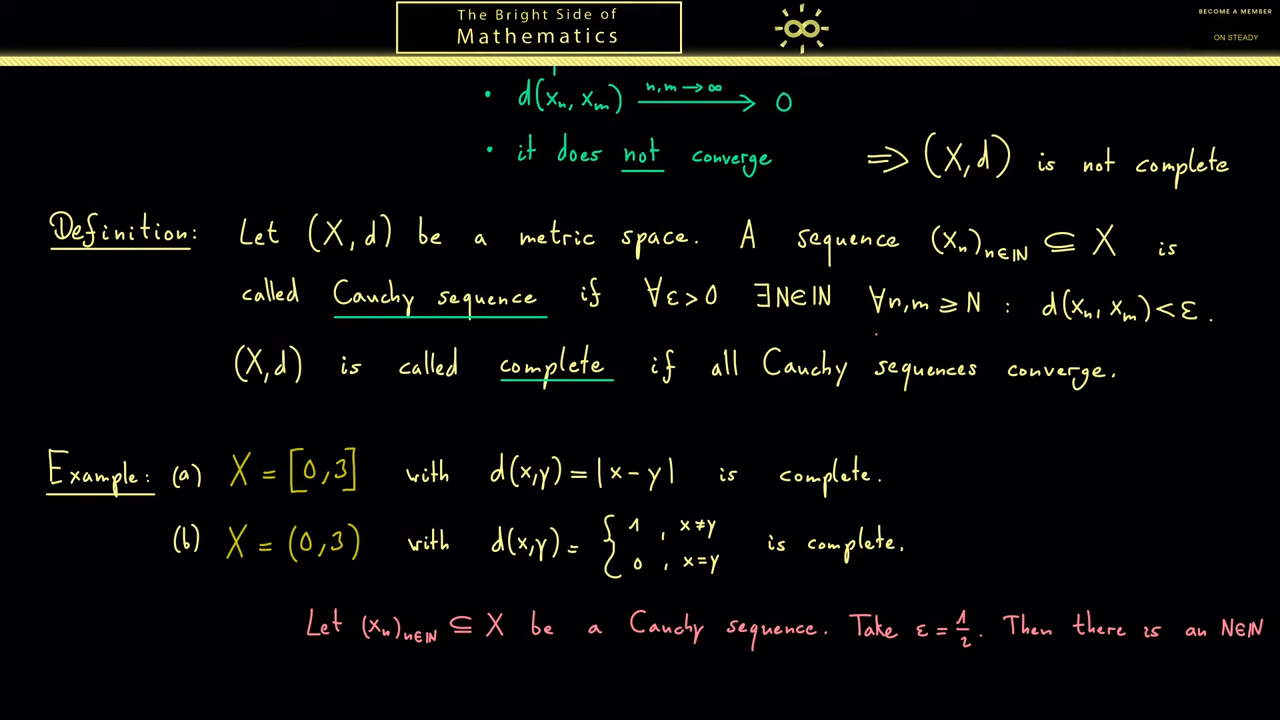 The Bright Side of
Mathematics
BECOME A MEMBER
ON STEADY
• d(xₙ, xₘ) —n,m→∞→ 0
• it does not converge ⟹ (X,d) is not complete
Definition: Let (X,d) be a metric space. A sequence (xₙ)ₙ∈ℕ ⊆ X is
called Cauchy sequence if ∀ε>0 ∃N∈ℕ ∀n,m ≥ N : d(xₙ, xₘ) < ε.
(X,d) is called complete if all Cauchy sequences converge.
Example: (a) X = [0,3] with d(x,y) = |x-y| is complete.
(b) X = (0,3) with d(x,y) = { 1 , x≠y
0 , x=y is complete.
Let (xₙ)ₙ∈ℕ ⊆ X be a Cauchy sequence. Take ε = 1/2. Then there is an N∈ℕ